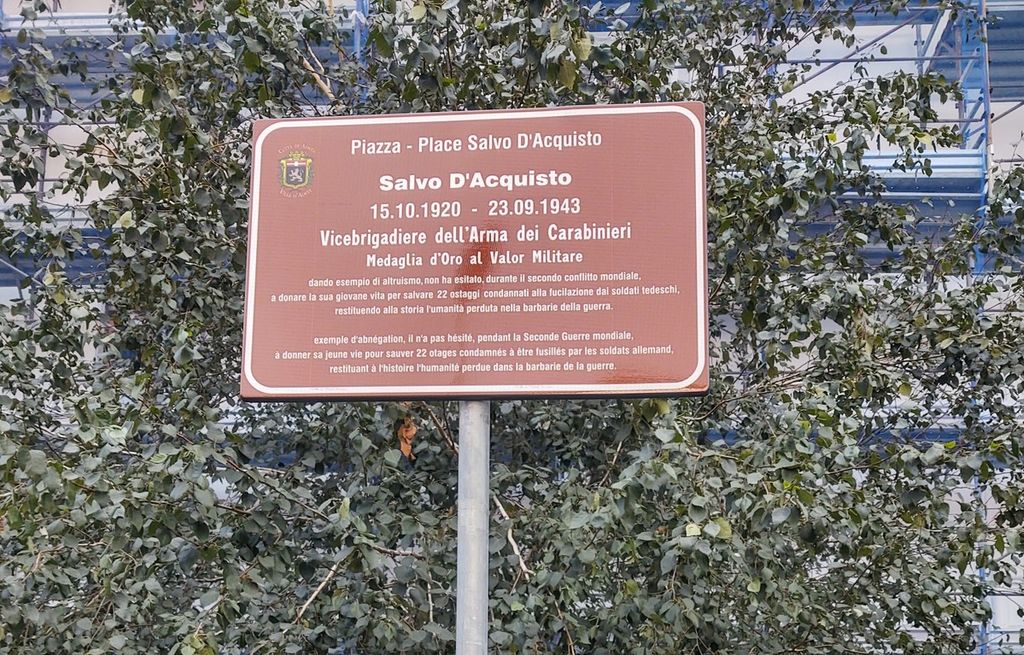 Piazza - Place Salvo D'Acquisto
Salvo D'Acquisto
15.10.1920 - 23.09.1943
Vicebrigadiere dell'Arma dei Carabinieri
Medaglia d'Oro al Valor Militare
dando esempio di altruismo, non ha esitato, durante il secondo conflitto mondiale,
a donare la sua giovane vita per salvare 22 ostaggi condannati alla fucilazione dai soldati tedeschi,
restituendo alla storia l'umanità perduta nella barbarie della guerra.
exemple d'abnégation, il n'a pas hésité, pendant la Seconde Guerre mondiale,
à donner sa jeune vie pour sauver 22 otages condamnés à être fusillés par les soldats allemand,
restituant à l'histoire l'humanité perdue dans la barbarie de la guerre.